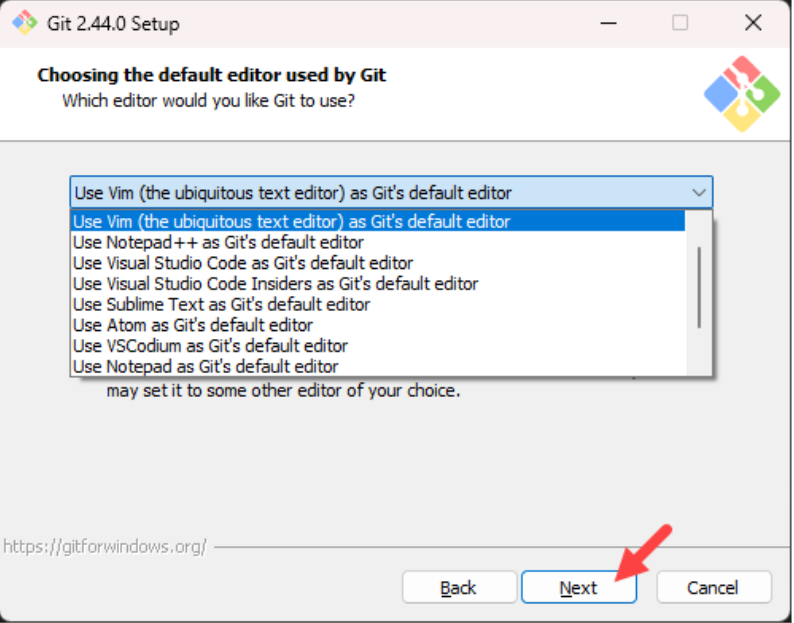 Git 2.44.0 Setup
Choosing the default editor used by Git
Which editor would you like Git to use?
Use Vim (the ubiquitous text editor) as Git's default editor
Use Vim (the ubiquitous text editor) as Git's default editor
Use Notepad++ as Git's default editor
Use Visual Studio Code as Git's default editor
Use Visual Studio Code Insiders as Git's default editor
Use Sublime Text as Git's default editor
Use Atom as Git's default editor
Use VSCodium as Git's default editor
Use Notepad as Git's default editor
may set it to some other editor of your choice.
https://gitforwindows.org/
Back Next Cancel